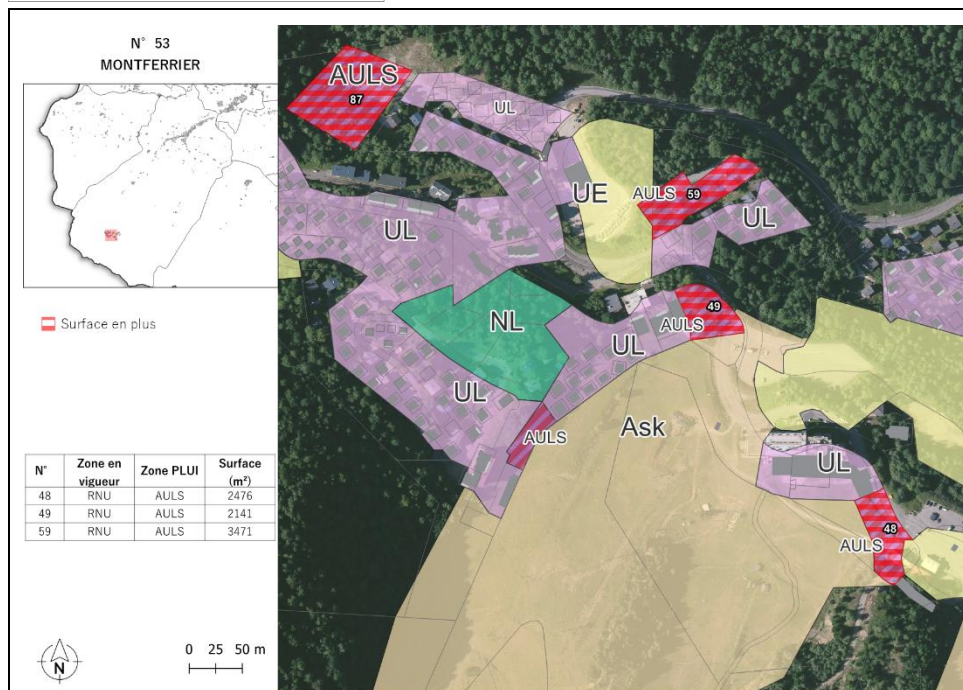 N° 53
MONTFERRIER
Surface en plus
N° Zone en vigueur Zone PLUI Surface (m²)
48 RNU AULS 2476
49 RNU AULS 2141
59 RNU AULS 3471
N
0 25 50 m
AULS
87
UL
UE
AULS
59
UL
UL
NL
49
AULS
UL
UL
Ask
AULS
UL
48
AULS